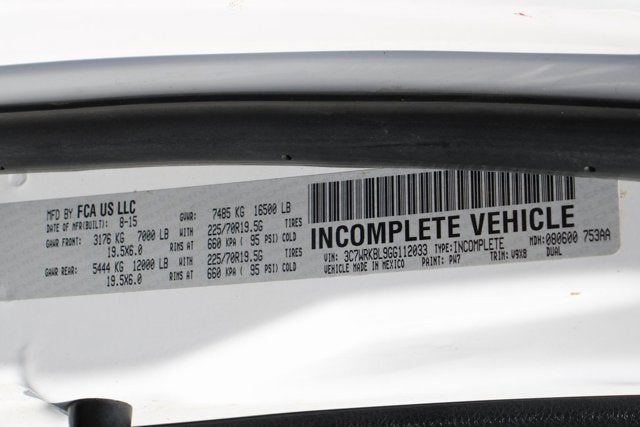 MFD BY FCA US LLC
DATE OF MFR(BUILT): 8-15 GVWR: 7485 KG 16500 LB
GAWR FRONT: 3176 KG 7000 LB WITH 225/70R19.5G TIRES
19.5X6.0 RIMS AT 660 KPA ( 95 PSI) COLD
GAWR REAR: 5444 KG 12000 LB WITH 225/70R19.5G TIRES
19.5X6.0 RIMS AT 660 KPA ( 95 PSI) COLD DUAL
INCOMPLETE VEHICLE
VIN: 3C7WRKBL9GG112033 TYPE:INCOMPLETE MDH:080600 753AA
VEHICLE MADE IN MEXICO PAINT: PW7 TRIM: V9X8